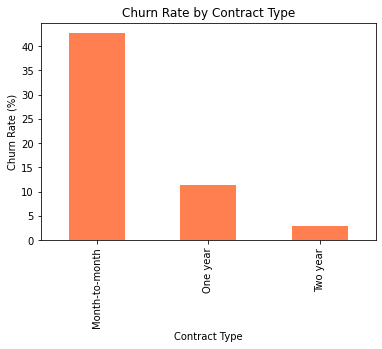 Churn Rate by Contract Type
Churn Rate (%)
40
35
30
25
20
15
10
5
0
Month-to-month
One year
Two year
Contract Type